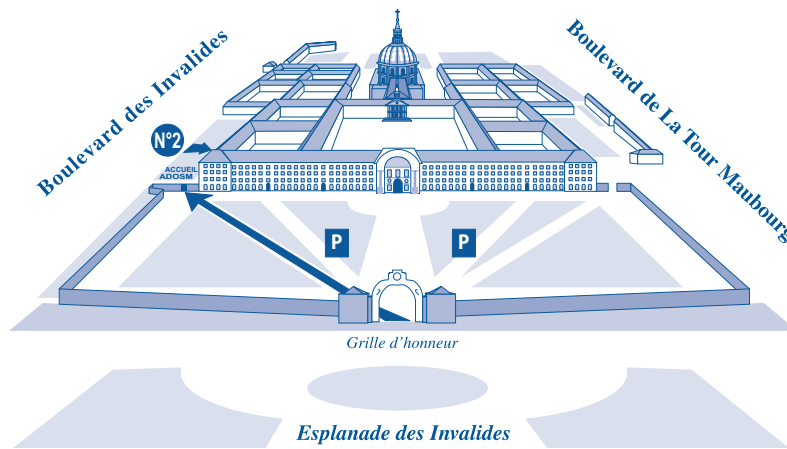 Boulevard des Invalides
Boulevard de La Tour Maubourg
N°2
ACCUEIL
ADOSM
P
P
Grille d’honneur
Esplanade des Invalides